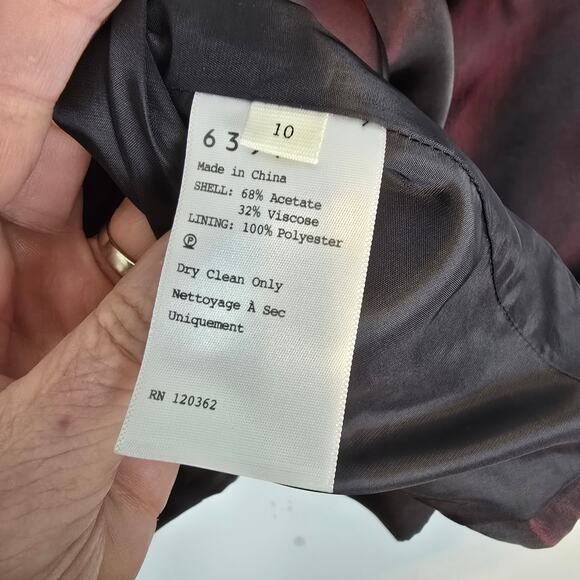 10
63
Made in China
SHELL: 68% Acetate
32% Viscose
LINING: 100% Polyester
Ⓟ
Dry Clean Only
Nettoyage À Sec
Uniquement
RN 120362